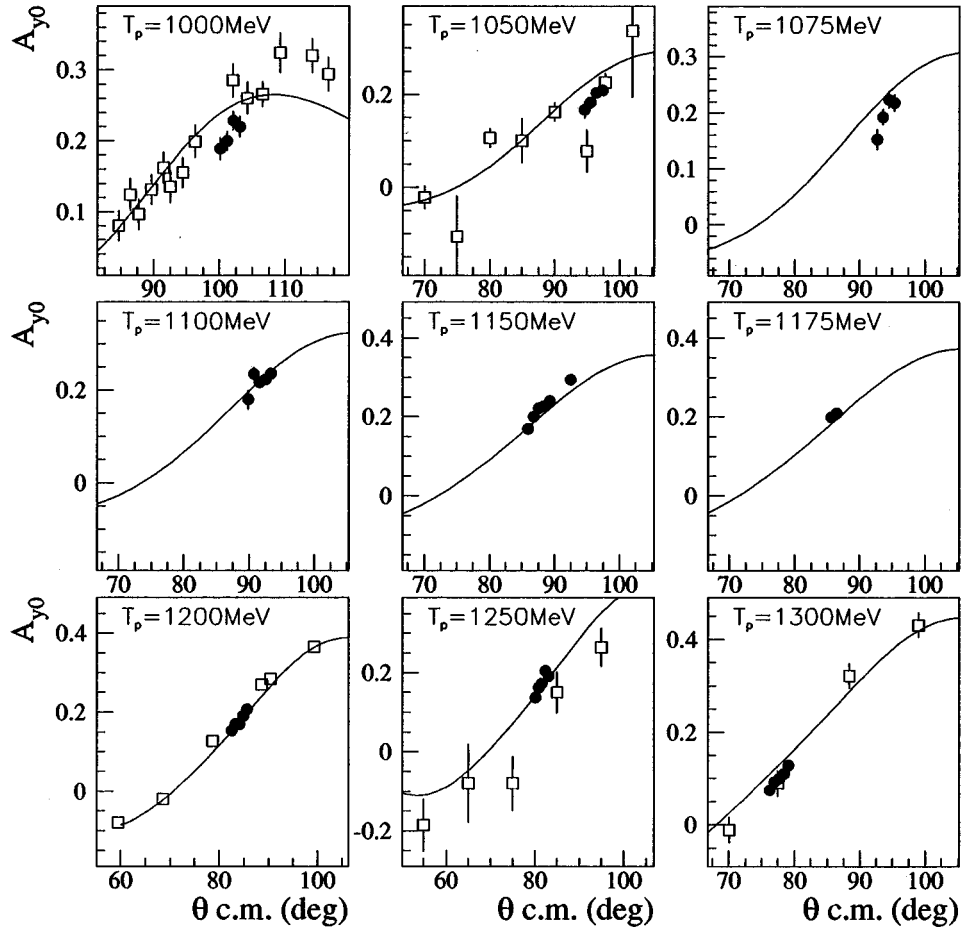 A_y0
T_p=1000MeV
0.3
0.2
0.1
90 100 110
T_p=1050MeV
0.2
0
70 80 90 100
T_p=1075MeV
0.3
0.2
0.1
0
70 80 90 100
A_y0
T_p=1100MeV
0.2
0
70 80 90 100
T_p=1150MeV
0.4
0.2
0
70 80 90 100
T_p=1175MeV
0.4
0.2
0
70 80 90 100
A_y0
T_p=1200MeV
0.4
0.2
0
60 80 100
θ c.m. (deg)
T_p=1250MeV
0.2
0
-0.2
60 80 100
θ c.m. (deg)
T_p=1300MeV
0.4
0.2
0
70 80 90 100
θ c.m. (deg)